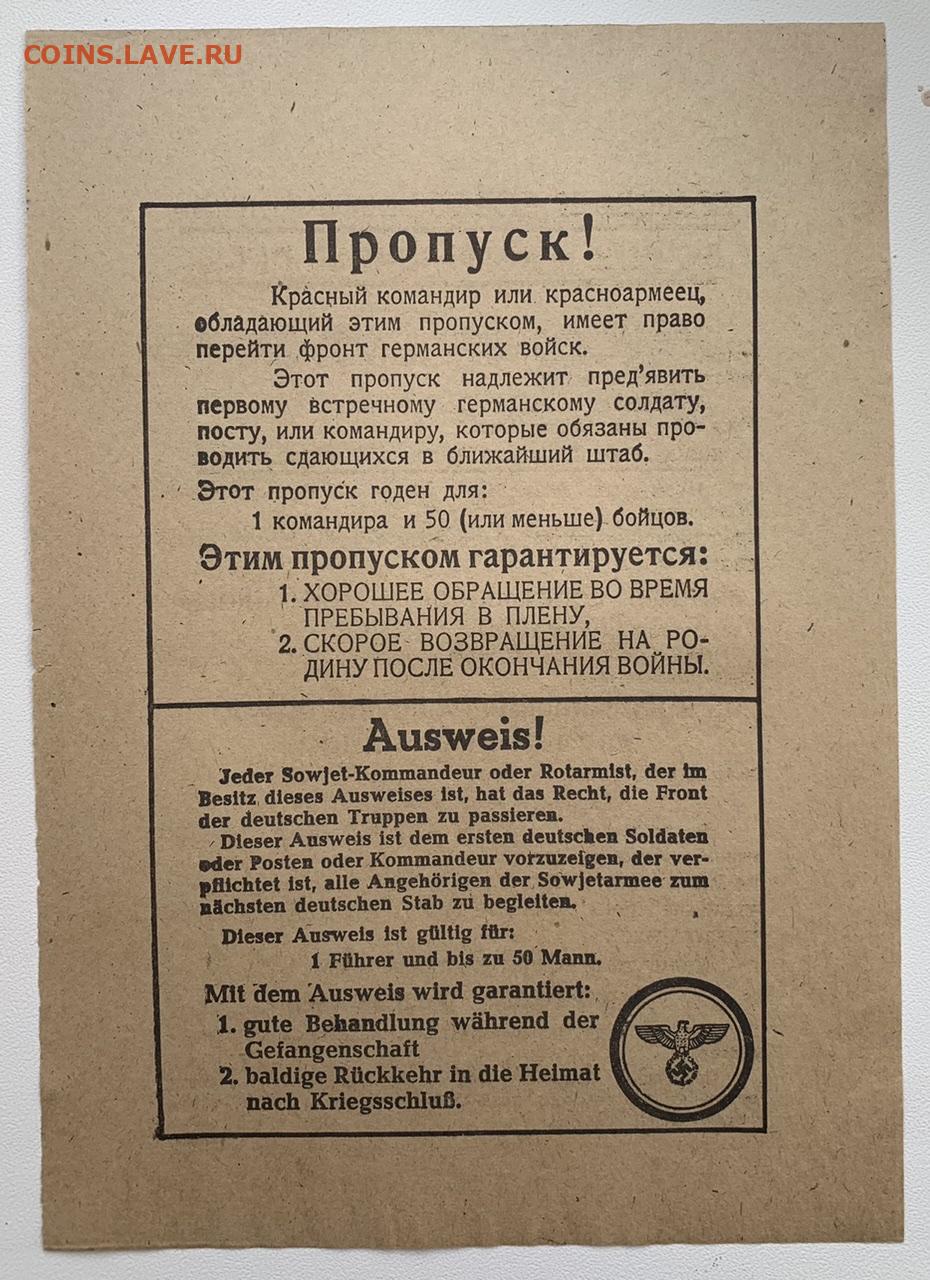 COINS.LAVE.RU
Пропуск!
Красный командир или красноармеец,
обладающий этим пропуском, имеет право
перейти фронт германских войск.
Этот пропуск надлежит пред’явить
первому встречному германскому солдату,
посту, или командиру, которые обязаны про-
водить сдающихся в ближайший штаб.
Этот пропуск годен для:
1 командира и 50 (или меньше) бойцов.
Этим пропуском гарантируется:
1. ХОРОШЕЕ ОБРАЩЕНИЕ ВО ВРЕМЯ
ПРЕБЫВАНИЯ В ПЛЕНУ,
2. СКОРОЕ ВОЗВРАЩЕНИЕ НА РО-
ДИНУ ПОСЛЕ ОКОНЧАНИЯ ВОЙНЫ.
Ausweis!
Jeder Sowjet-Kommandeur oder Rotarmist, der im
Besitz dieses Ausweises ist, hat das Recht, die Front
der deutschen Truppen zu passieren.
Dieser Ausweis ist dem ersten deutschen Soldaten
oder Posten oder Kommandeur vorzuzeigen, der ver-
pflichtet ist, alle Angehörigen der Sowjetarmee zum
nächsten deutschen Stab zu begleiten.
Dieser Ausweis ist gültig für:
1 Führer und bis zu 50 Mann.
Mit dem Ausweis wird garantiert:
1. gute Behandlung während der
Gefangenschaft
2. baldige Rückkehr in die Heimat
nach Kriegsschluß.